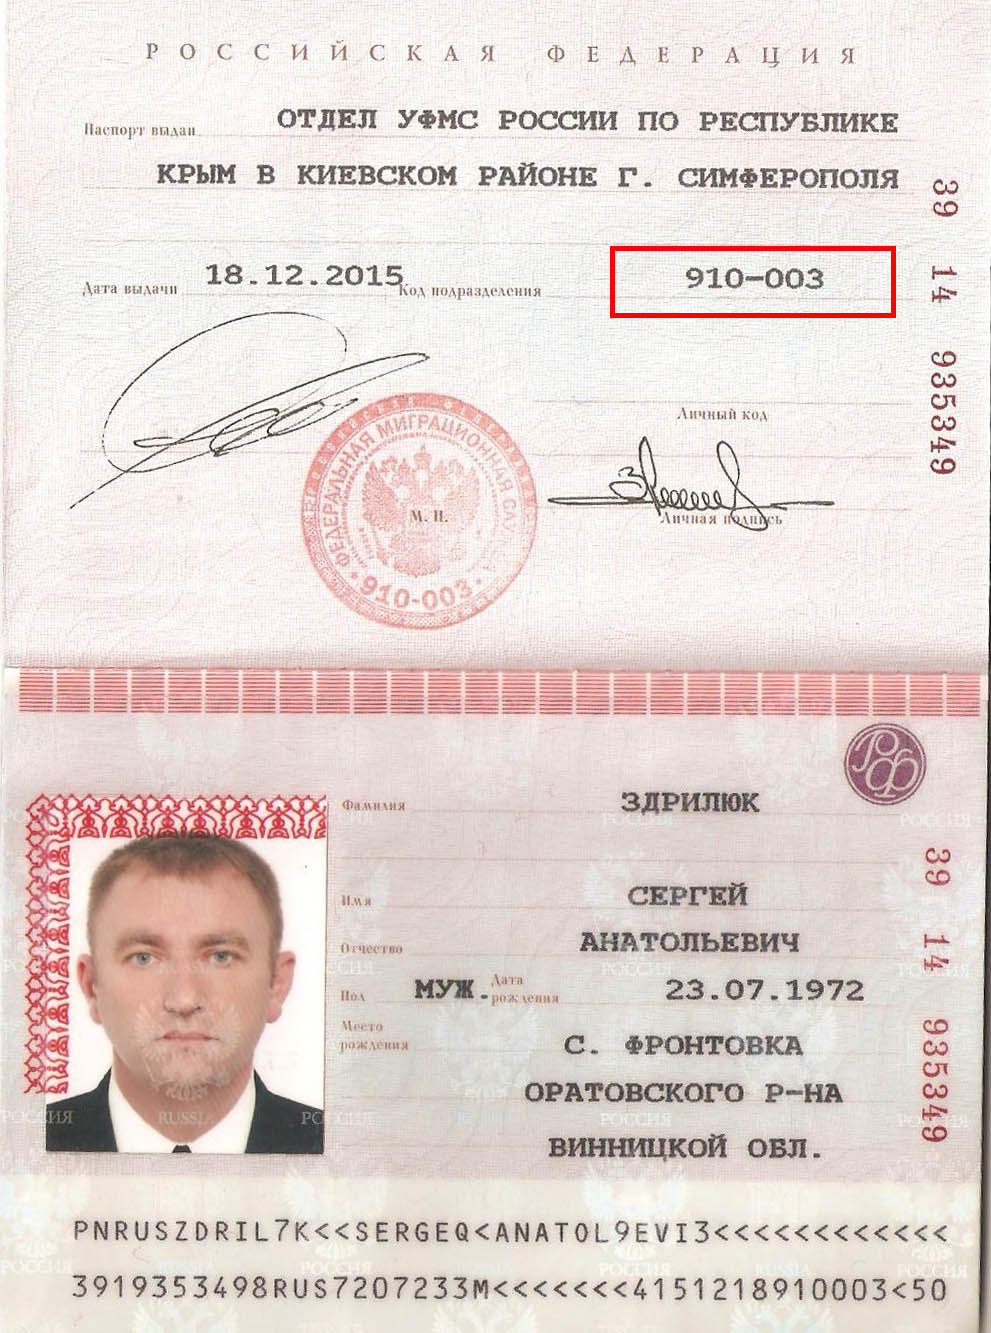 РОССИЙСКАЯ ФЕДЕРАЦИЯ
Паспорт выдан ОТДЕЛ УФМС РОССИИ ПО РЕСПУБЛИКЕ
КРЫМ В КИЕВСКОМ РАЙОНЕ Г. СИМФЕРОПОЛЯ
39 14 935349
Дата выдачи 18.12.2015 Код подразделения 910-003
Личный код
ФЕДЕРАЛЬНАЯ МИГРАЦИОННАЯ СЛУЖБА
М. П.
910-003
Личная подпись
РФ
Фамилия ЗДРИЛЮК
Имя СЕРГЕЙ
Отчество АНАТОЛЬЕВИЧ
Пол МУЖ. Дата рождения 23.07.1972
Место рождения С. ФРОНТОВКА
ОРАТОВСКОГО Р-НА
ВИННИЦКОЙ ОБЛ.
39 14 935349
РОССИЯ RUSSIA РОССИЯ
PNRUSZDRIL7K<<SERGEQ<ANATOL9EVI3<<<<<<<<<<<<
3919353498RUS7207233M<<<<<<<4151218910003<50